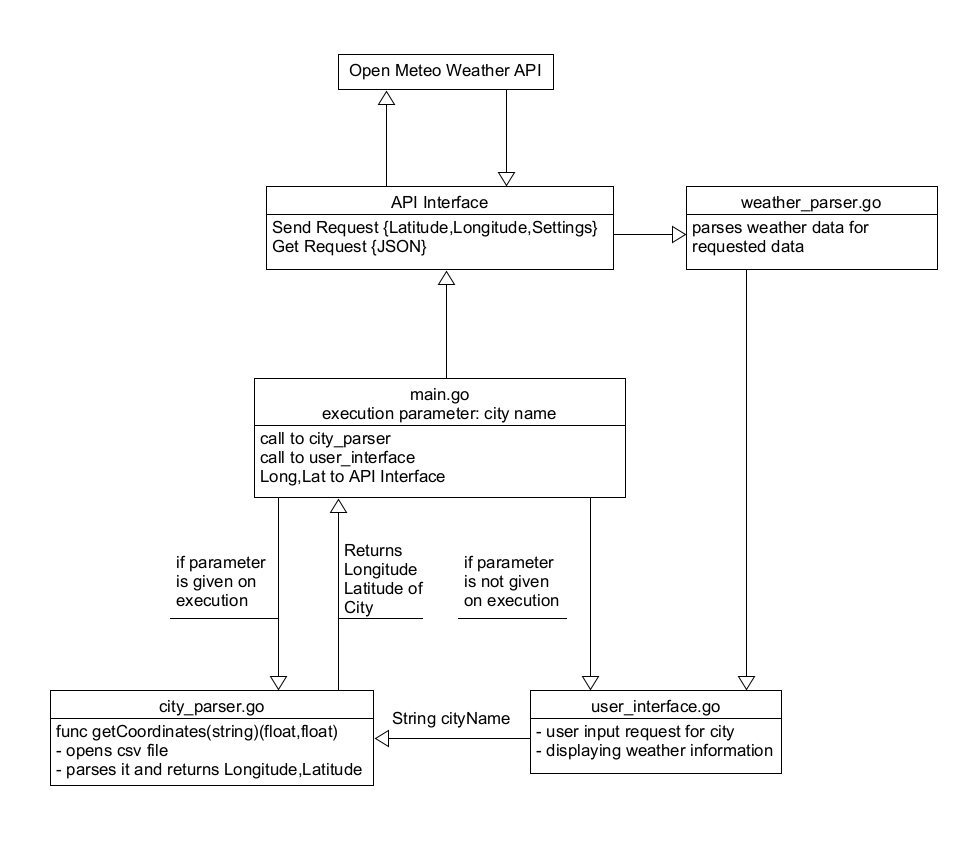 Open Meteo Weather API
API Interface
Send Request {Latitude,Longitude,Settings}
Get Request {JSON}
weather_parser.go
parses weather data for
requested data
main.go
execution parameter: city name
call to city_parser
call to user_interface
Long,Lat to API Interface
if parameter
is given on
execution
Returns
Longitude
Latitude of
City
if parameter
is not given
on execution
city_parser.go
func getCoordinates(string)(float,float)
- opens csv file
- parses it and returns Longitude,Latitude
String cityName
user_interface.go
- user input request for city
- displaying weather information